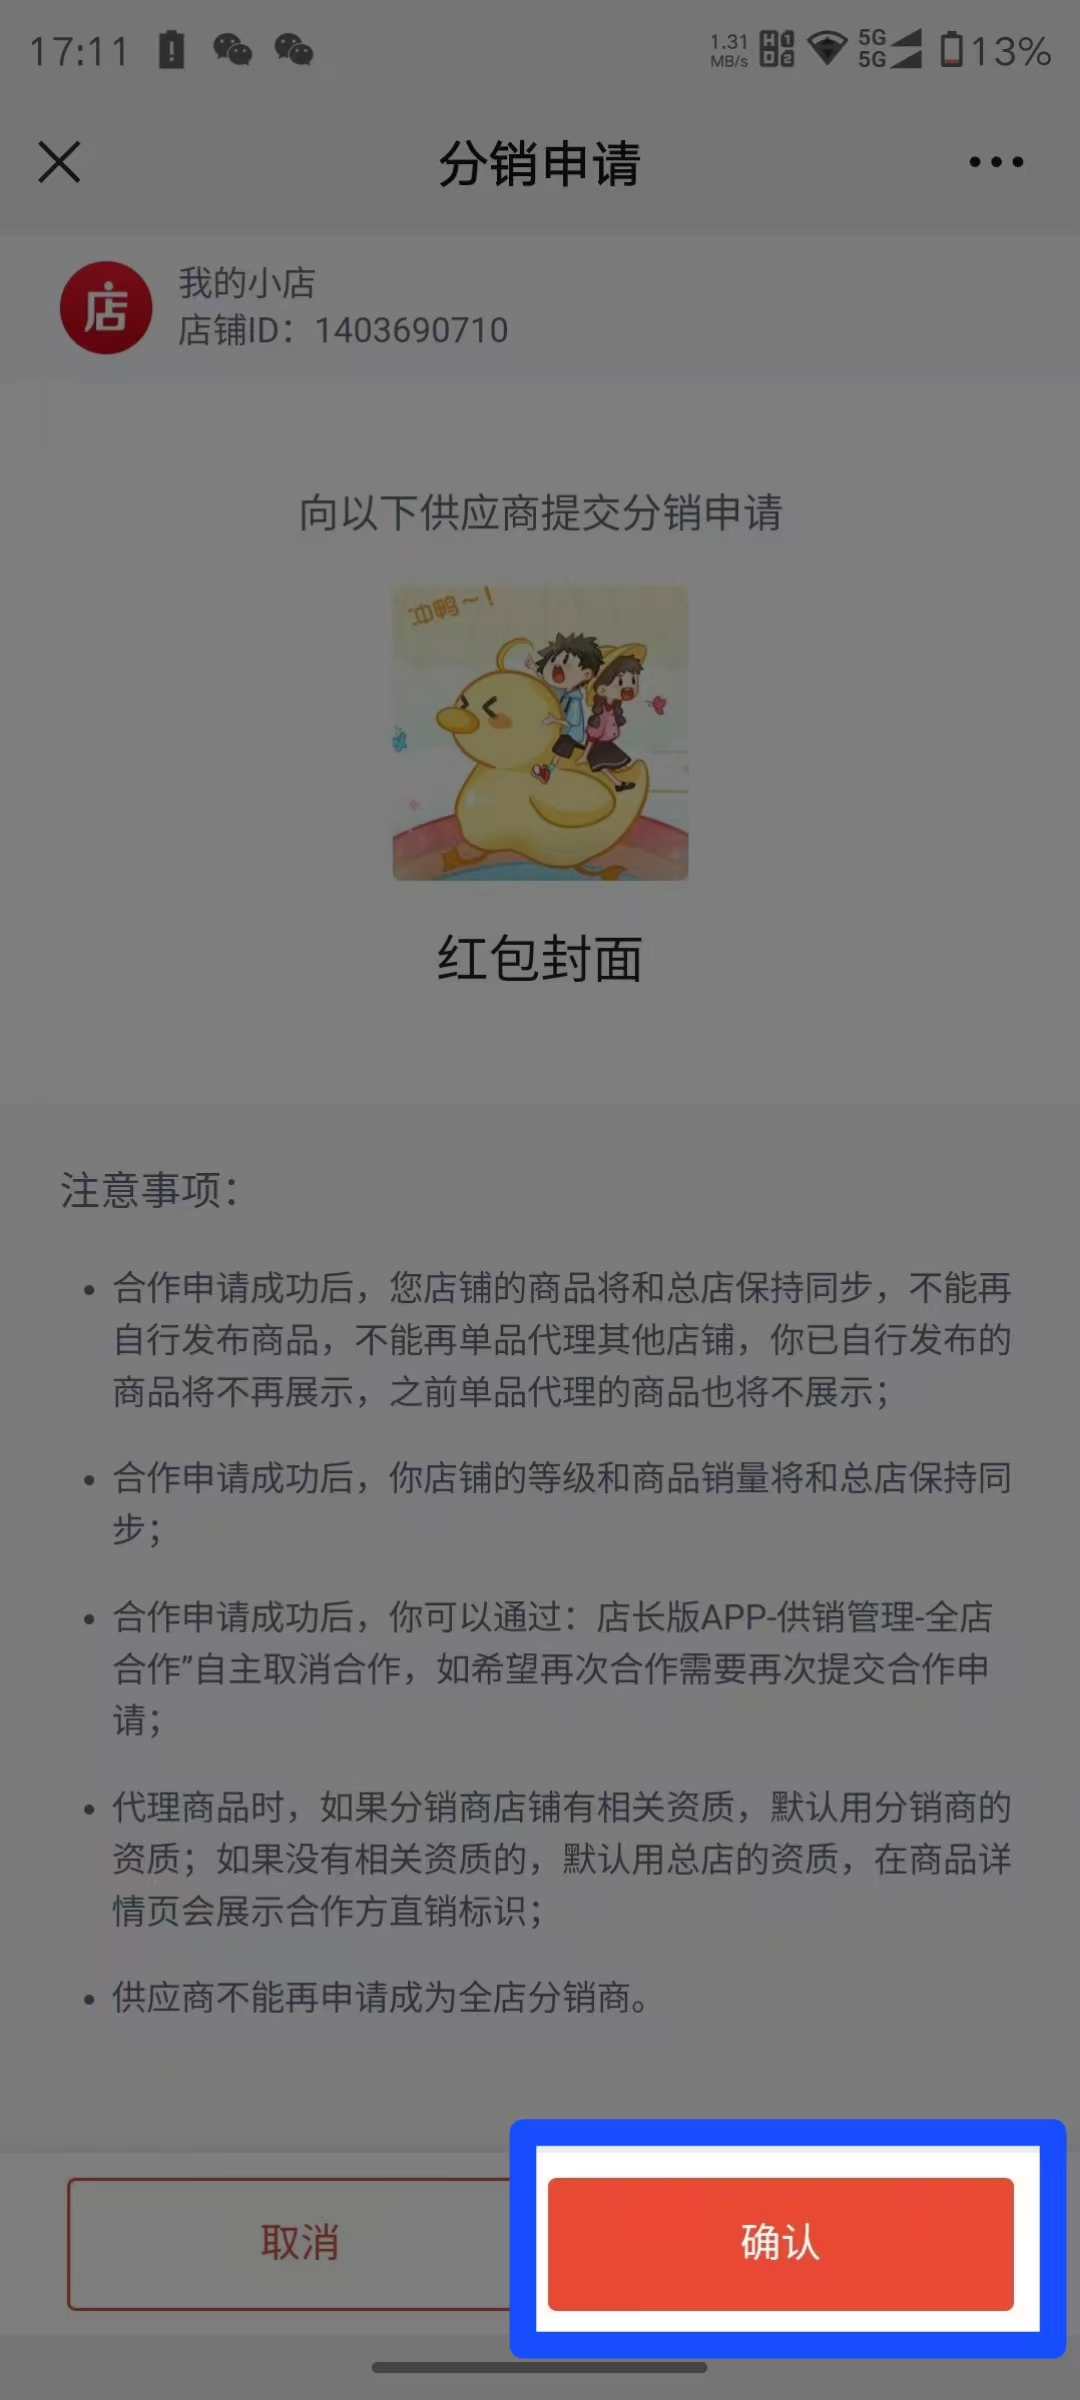 17:11
1.31 MB/s HD 1 2 5G 5G 13%
分销申请
店
我的小店
店铺ID：1403690710
向以下供应商提交分销申请
冲鸭~！
红包封面
注意事项：
• 合作申请成功后，您店铺的商品将和总店保持同步，不能再
自行发布商品，不能再单品代理其他店铺，你已自行发布的
商品将不再展示，之前单品代理的商品也将不展示；
• 合作申请成功后，你店铺的等级和商品销量将和总店保持同
步；
• 合作申请成功后，你可以通过：店长版APP-供销管理-全店
合作”自主取消合作，如希望再次合作需要再次提交合作申
请；
• 代理商品时，如果分销商店铺有相关资质，默认用分销商的
资质；如果没有相关资质的，默认用总店的资质，在商品详
情页会展示合作方直销标识；
• 供应商不能再申请成为全店分销商。
取消
确认